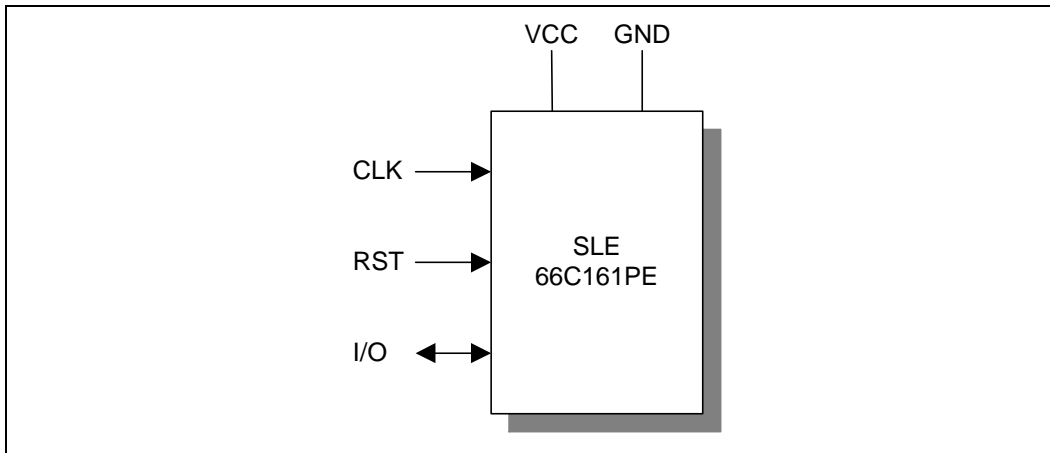 VCC GND
CLK
RST
I/O
SLE
66C161PE